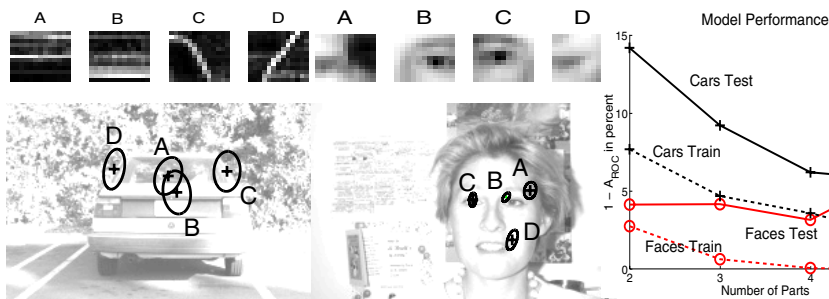 A B C D
A B C D
D A C B
C B A D
Model Performance
1 − A_ROC in percent
15
10
5
0
Cars Test
Cars Train
Faces Test
Faces Train
2 3 4
Number of Parts